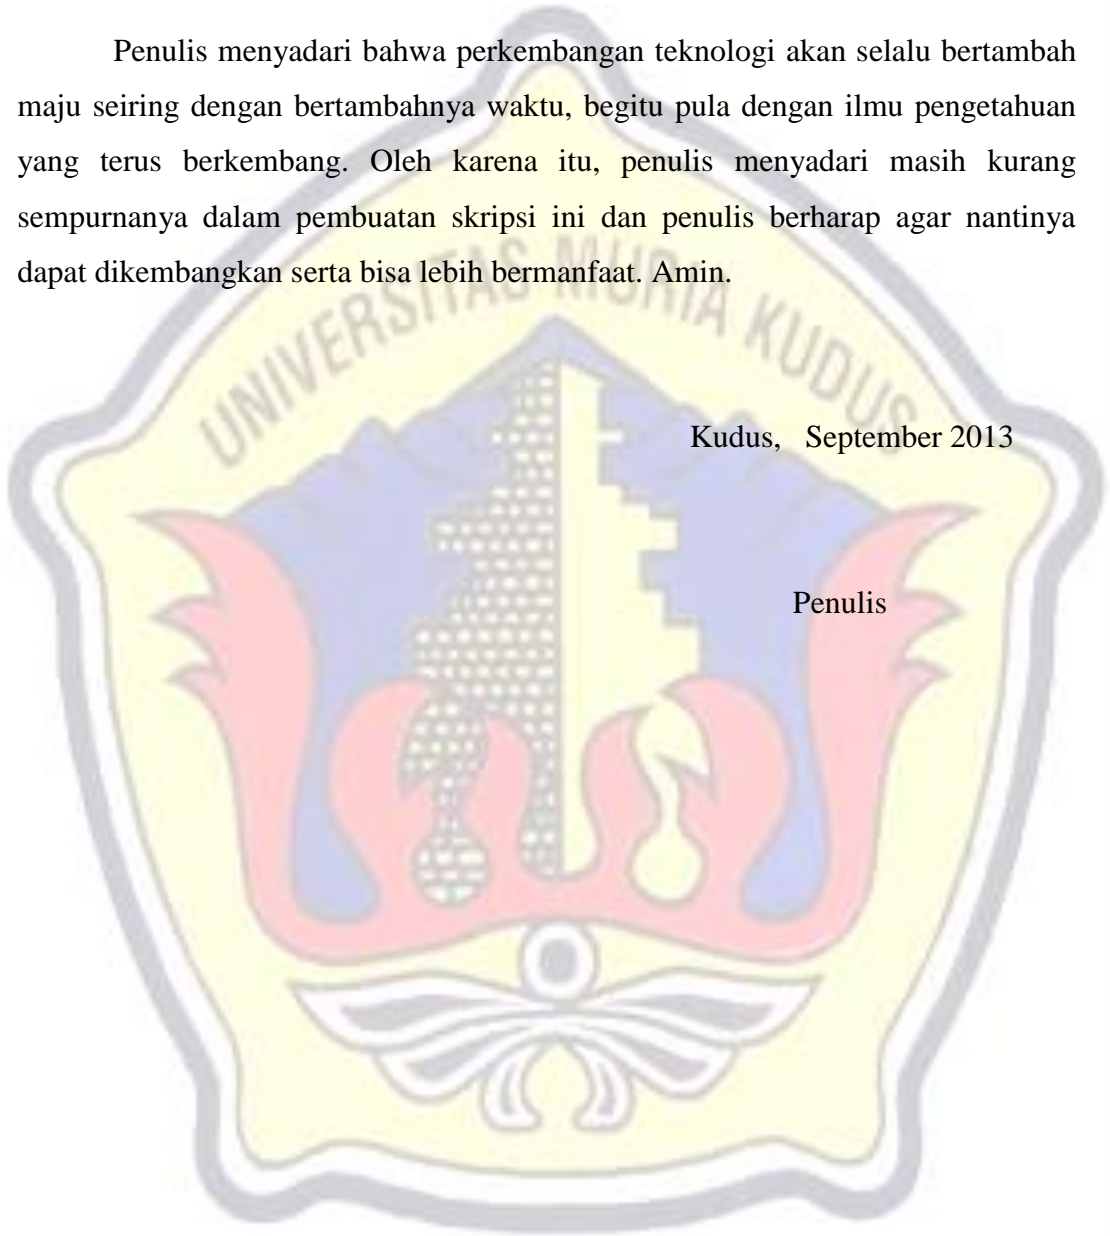 Penulis menyadari bahwa perkembangan teknologi akan selalu bertambah
maju seiring dengan bertambahnya waktu, begitu pula dengan ilmu pengetahuan
yang terus berkembang. Oleh karena itu, penulis menyadari masih kurang
sempurnanya dalam pembuatan skripsi ini dan penulis berharap agar nantinya
dapat dikembangkan serta bisa lebih bermanfaat. Amin.
UNIVERSITAS MURIA KUDUS
Kudus,   September 2013
Penulis